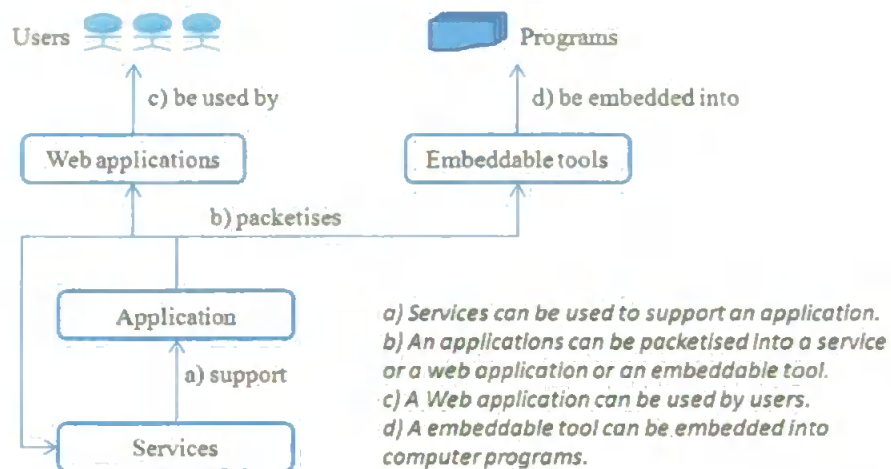 Users
Programs
c) be used by
d) be embedded into
Web applications
Embeddable tools
b) packetises
Application
a) support
Services
a) Services can be used to support an application.
b) An applications can be packetised into a service
or a web application or an embeddable tool.
c) A Web application can be used by users.
d) A embeddable tool can be embedded into
computer programs.